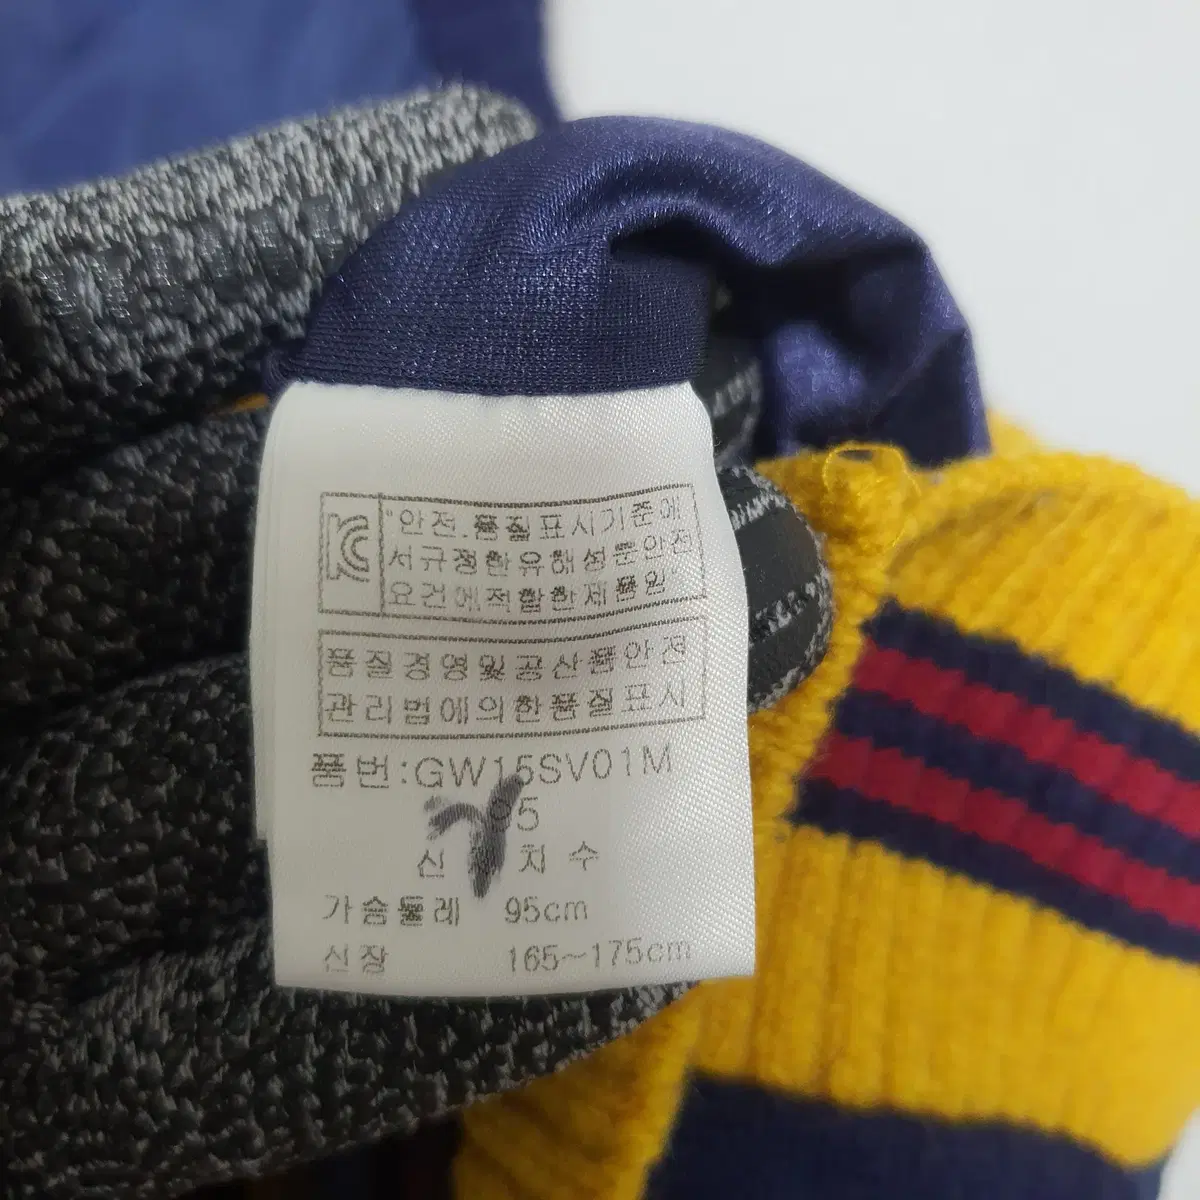 KC "안전.품질표시기준에
서규정한유해성분안전
요건에적합한제품임"
품질경영및공산품안전
관리법에의한품질표시
품번:GW15SV01M
95
신 치 수
가슴둘레 95cm
신장 165~175cm